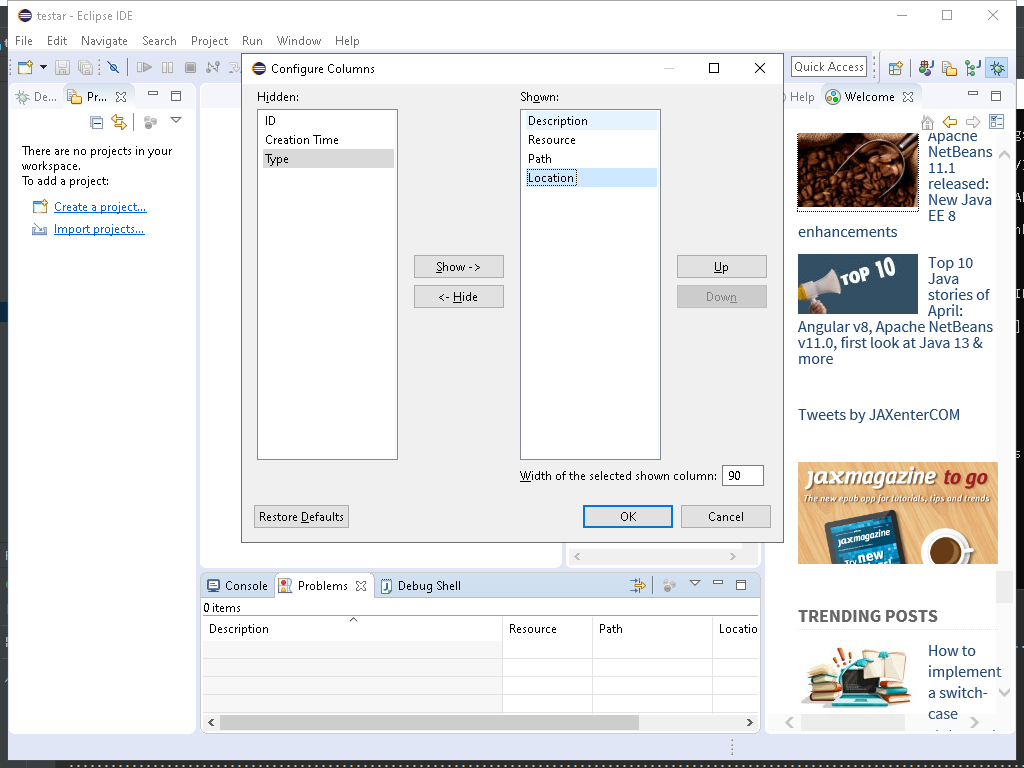 testar - Eclipse IDE
File Edit Navigate Search Project Run Window Help
Quick Access
De...
Pr...
There are no projects in your
workspace.
To add a project:
Create a project...
Import projects...
Configure Columns
Hidden:
ID
Creation Time
Type
Show ->
<- Hide
Shown:
Description
Resource
Path
Location
Up
Down
Width of the selected shown column: 90
Restore Defaults
OK
Cancel
Console
Problems
Debug Shell
0 items
Description Resource Path Locatio
Help
Welcome
Apache
NetBeans
11.1
released:
New Java
EE 8
enhancements
TOP 10
Top 10
Java
stories of
April:
Angular v8, Apache NetBeans
v11.0, first look at Java 13 &
more
Tweets by JAXenterCOM
jaxmagazine to go
The new epub app for tutorials, tips and trends
jaxmagazine
Try new
TRENDING POSTS
How to
implement
a switch-
case